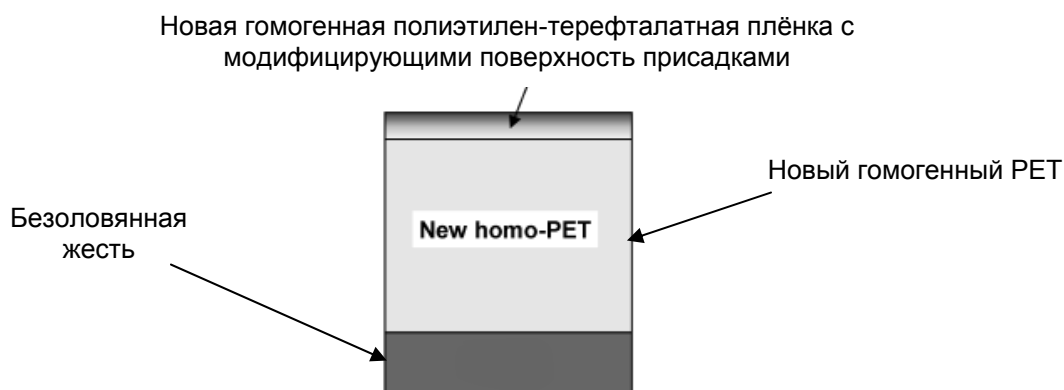 Новая гомогенная полиэтилен-терефталатная плёнка с
модифицирующими поверхность присадками
Новый гомогенный PET
Безоловянная
жесть
New homo-PET